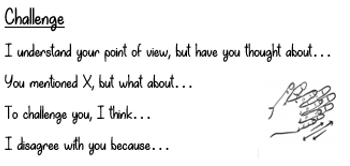 Challenge
I understand your point of view, but have you thought about...
You mentioned X, but what about...
To challenge you, I think...
I disagree with you because...